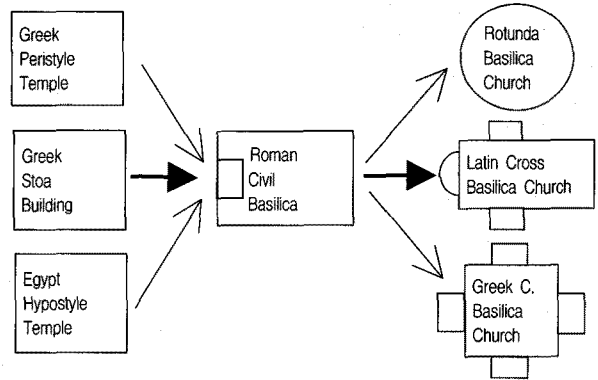 Greek
Peristyle
Temple
Greek
Stoa
Building
Egypt
Hypostyle
Temple
Roman
Civil
Basilica
Rotunda
Basilica
Church
Latin Cross
Basilica Church
Greek C.
Basilica
Church